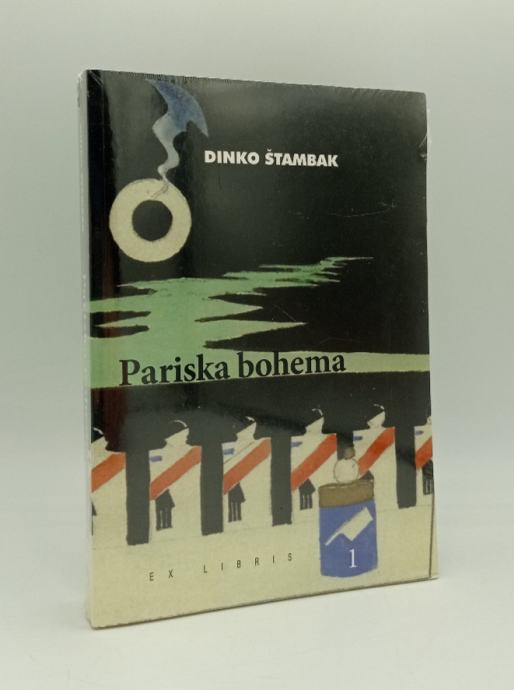 DINKO ŠTAMBAK
Pariska bohema
EX LIBRIS
1